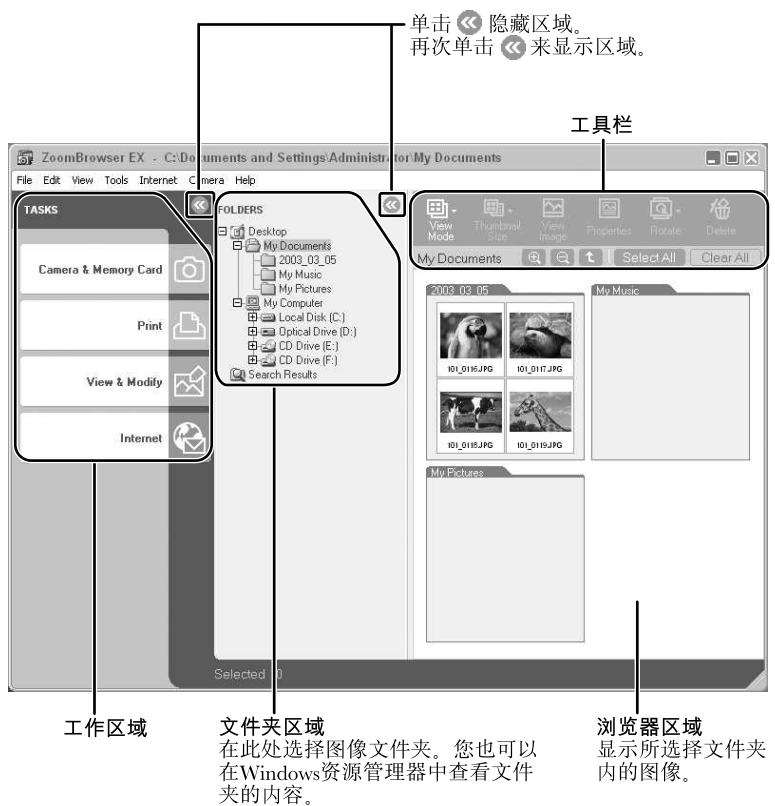 单击 « 隐藏区域。
再次单击 « 来显示区域。
工具栏
ZoomBrowser EX - C:\Documents and Settings\Administrator\My Documents
File Edit View Tools Internet Camera Help
TASKS
Camera & Memory Card
Print
View & Modify
Internet
FOLDERS
Desktop
My Documents
2003_03_05
My Music
My Pictures
My Computer
Local Disk (C:)
Optical Drive (D:)
CD Drive (E:)
CD Drive (F:)
Search Results
View Mode
Thumbnail Size
View Image
Properties
Rotate
Delete
My Documents
Select All
Clear All
2003_03_05
My Music
101_0116.JPG
101_0117.JPG
101_0118.JPG
101_0119.JPG
My Pictures
Selected 0
工作区域
文件夹区域
在此处选择图像文件夹。您也可以
在Windows资源管理器中查看文件
夹的内容。
浏览器区域
显示所选择文件夹
内的图像。